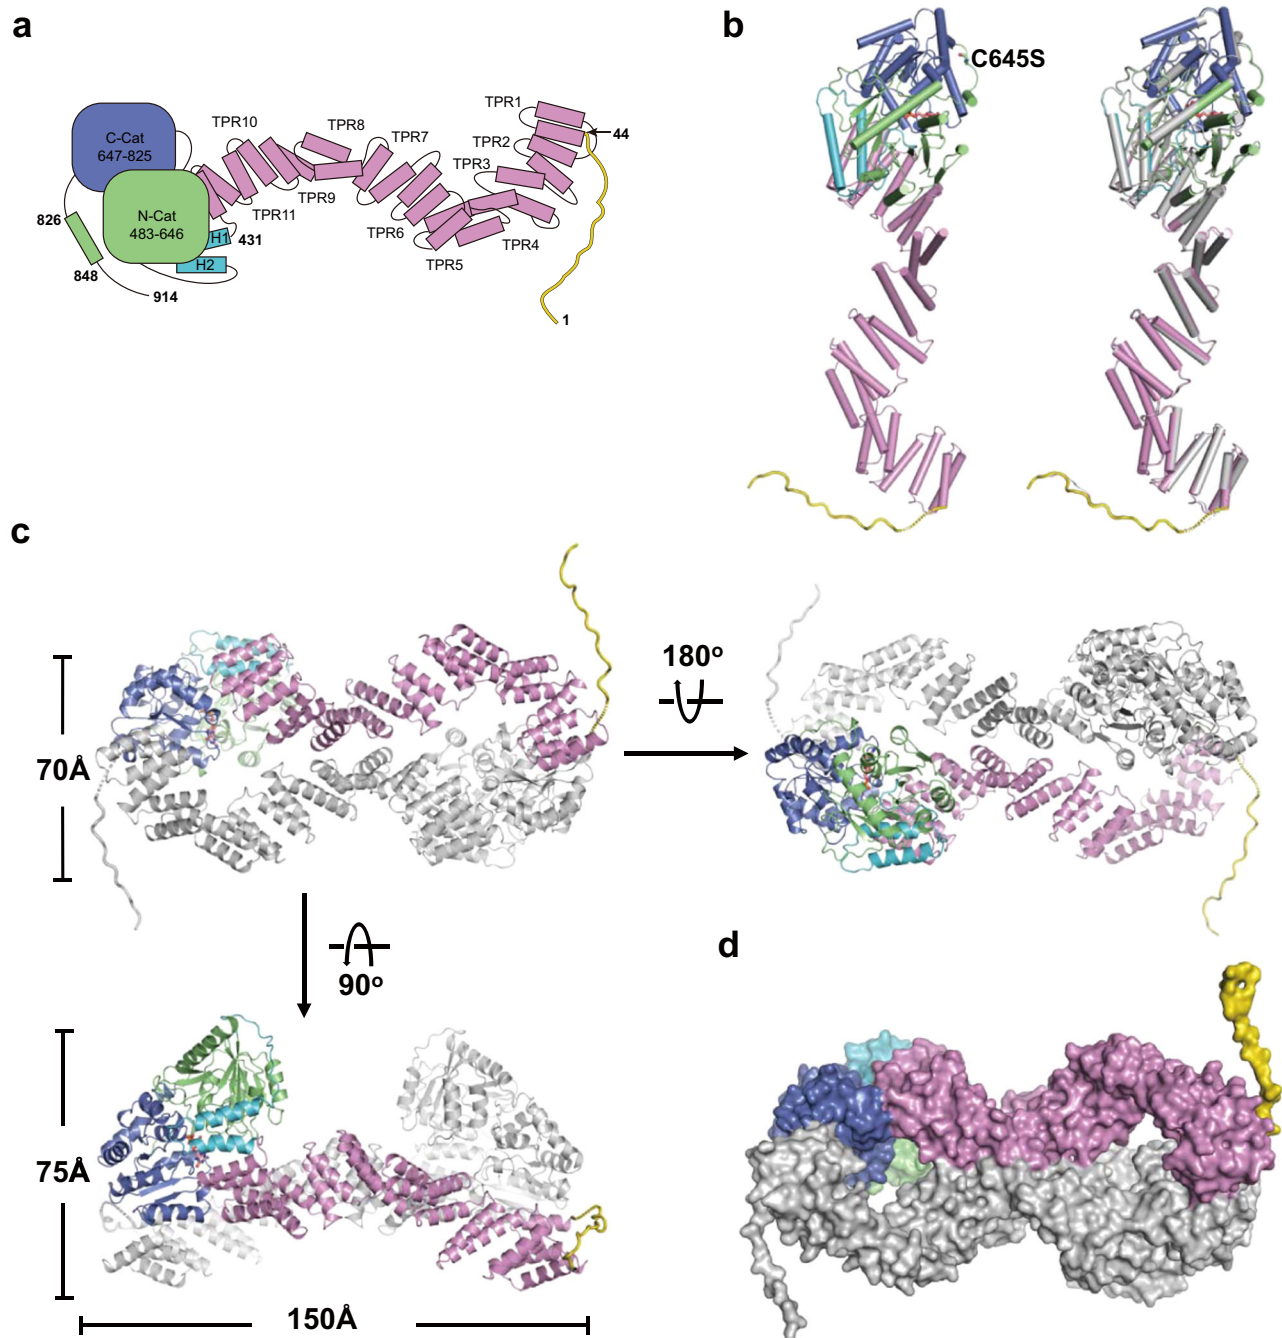 a
TPR1
TPR10
TPR8
TPR7
TPR2
44
C-Cat
647-825
TPR3
N-Cat
483-646
TPR9
TPR11
826
H1
431
TPR6
TPR4
H2
TPR5
848
914
1
b
C645S
c
70Å
180°
90°
75Å
150Å
d